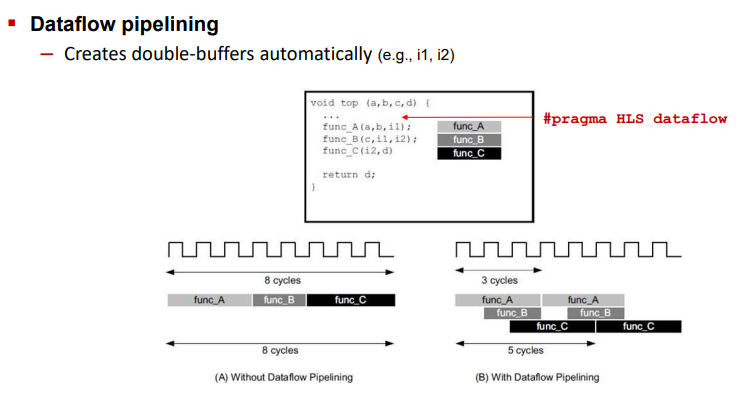 Dataflow pipelining
– Creates double-buffers automatically (e.g., i1, i2)
void top (a,b,c,d) {
...
func_A(a,b,i1);
func_B(c,i1,i2);
func_C(i2,d)
return d;
}
func_A
func_B
func_C
#pragma HLS dataflow
8 cycles
func_A func_B func_C
8 cycles
(A) Without Dataflow Pipelining
3 cycles
func_A func_A
func_B func_B
func_C func_C
5 cycles
(B) With Dataflow Pipelining